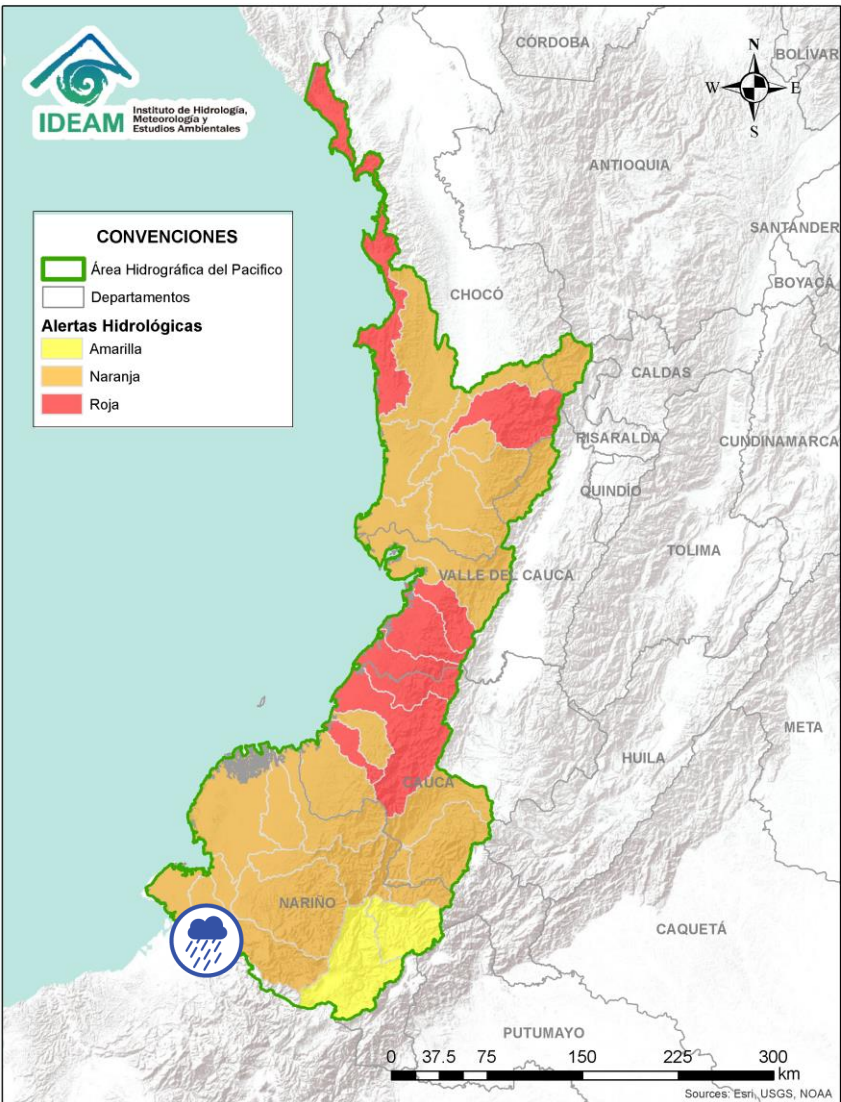 IDEAM
Instituto de Hidrología,
Meteorología y
Estudios Ambientales
CÓRDOBA
BOLIVAR
N
W
E
S
ANTIOQUIA
SANTANDER
BOYACÁ
CONVENCIONES
Área Hidrográfica del Pacifico
Departamentos
Alertas Hidrológicas
Amarilla
Naranja
Roja
CHOCÓ
CALDAS
RISARALDA
CUNDINAMARCA
QUINDÍO
TOLIMA
VALLE DEL CAUCA
META
HUILA
CAUCA
NARIÑO
CAQUETÁ
PUTUMAYO
0 37.5 75 150 225 300
km
Sources: Esri, USGS, NOAA